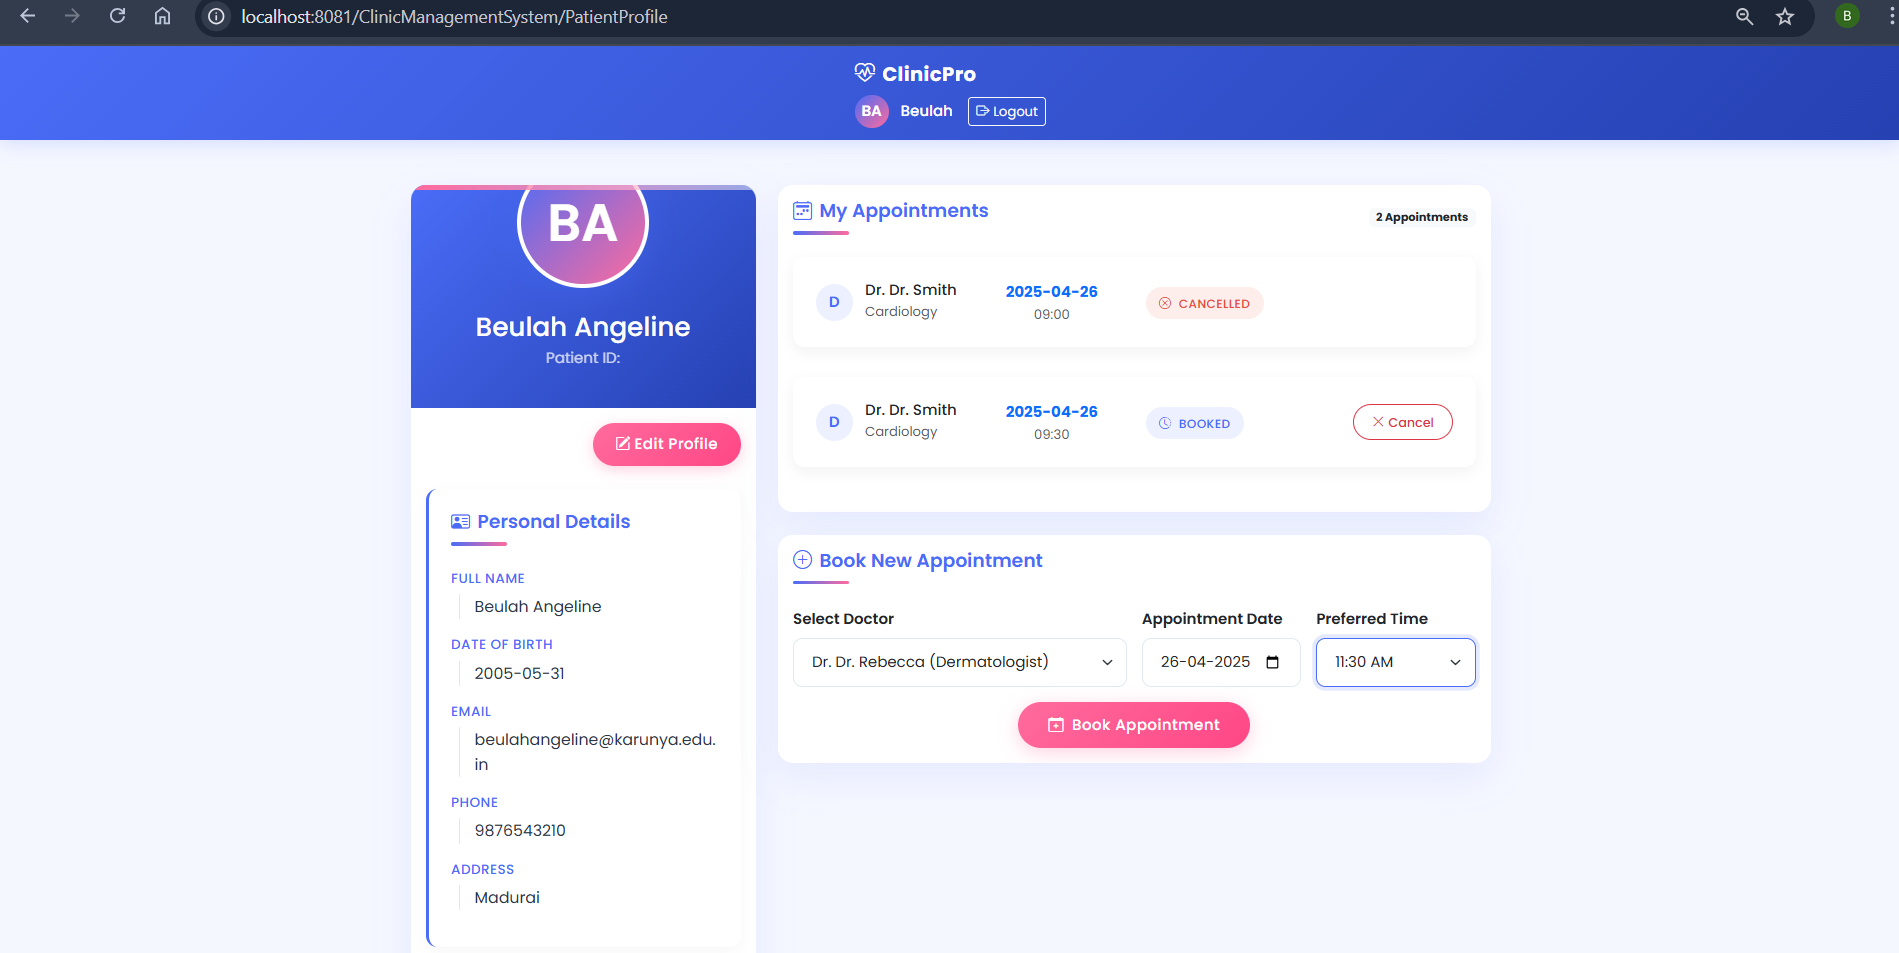 localhost:8081/ClinicManagementSystem/PatientProfile
B
ClinicPro
BA Beulah Logout
BA
Beulah Angeline
Patient ID:
Edit Profile
Personal Details
FULL NAME
Beulah Angeline
DATE OF BIRTH
2005-05-31
EMAIL
beulahangeline@karunya.edu.
in
PHONE
9876543210
ADDRESS
Madurai
My Appointments
2 Appointments
D
Dr. Dr. Smith
Cardiology
2025-04-26
09:00
CANCELLED
D
Dr. Dr. Smith
Cardiology
2025-04-26
09:30
BOOKED
Cancel
Book New Appointment
Select Doctor
Dr. Dr. Rebecca (Dermatologist)
Appointment Date
26-04-2025
Preferred Time
11:30 AM
Book Appointment